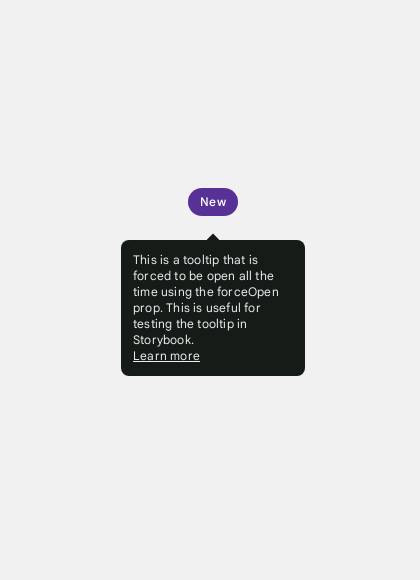 New
This is a tooltip that is
forced to be open all the
time using the forceOpen
prop. This is useful for
testing the tooltip in
Storybook.
Learn more